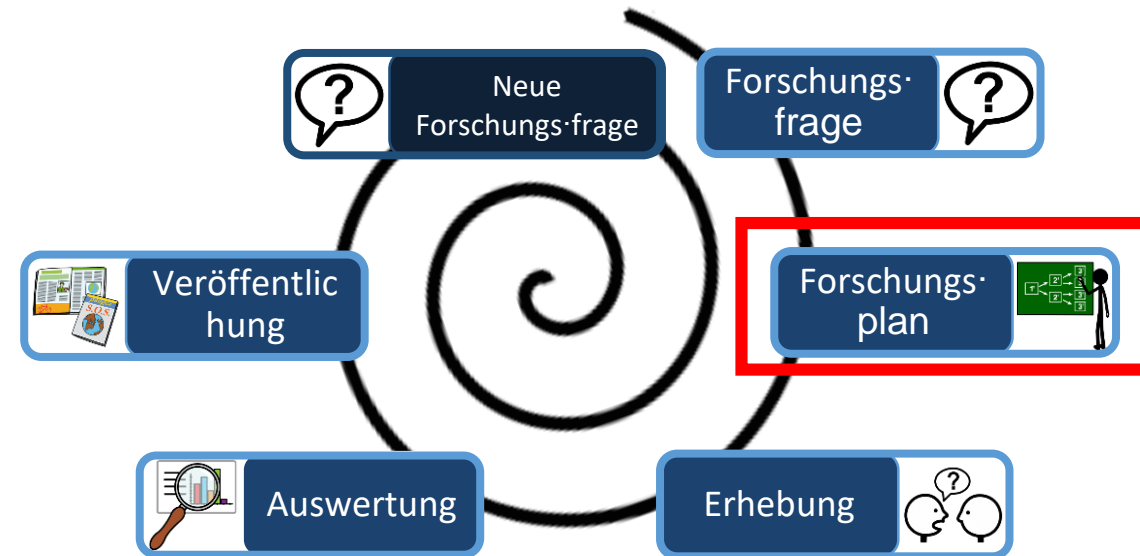 Neue
Forschungs·frage
Forschungs·
frage
Forschungs·
plan
Erhebung
Auswertung
Veröffentlic
hung
S.O.S.
?
?
?